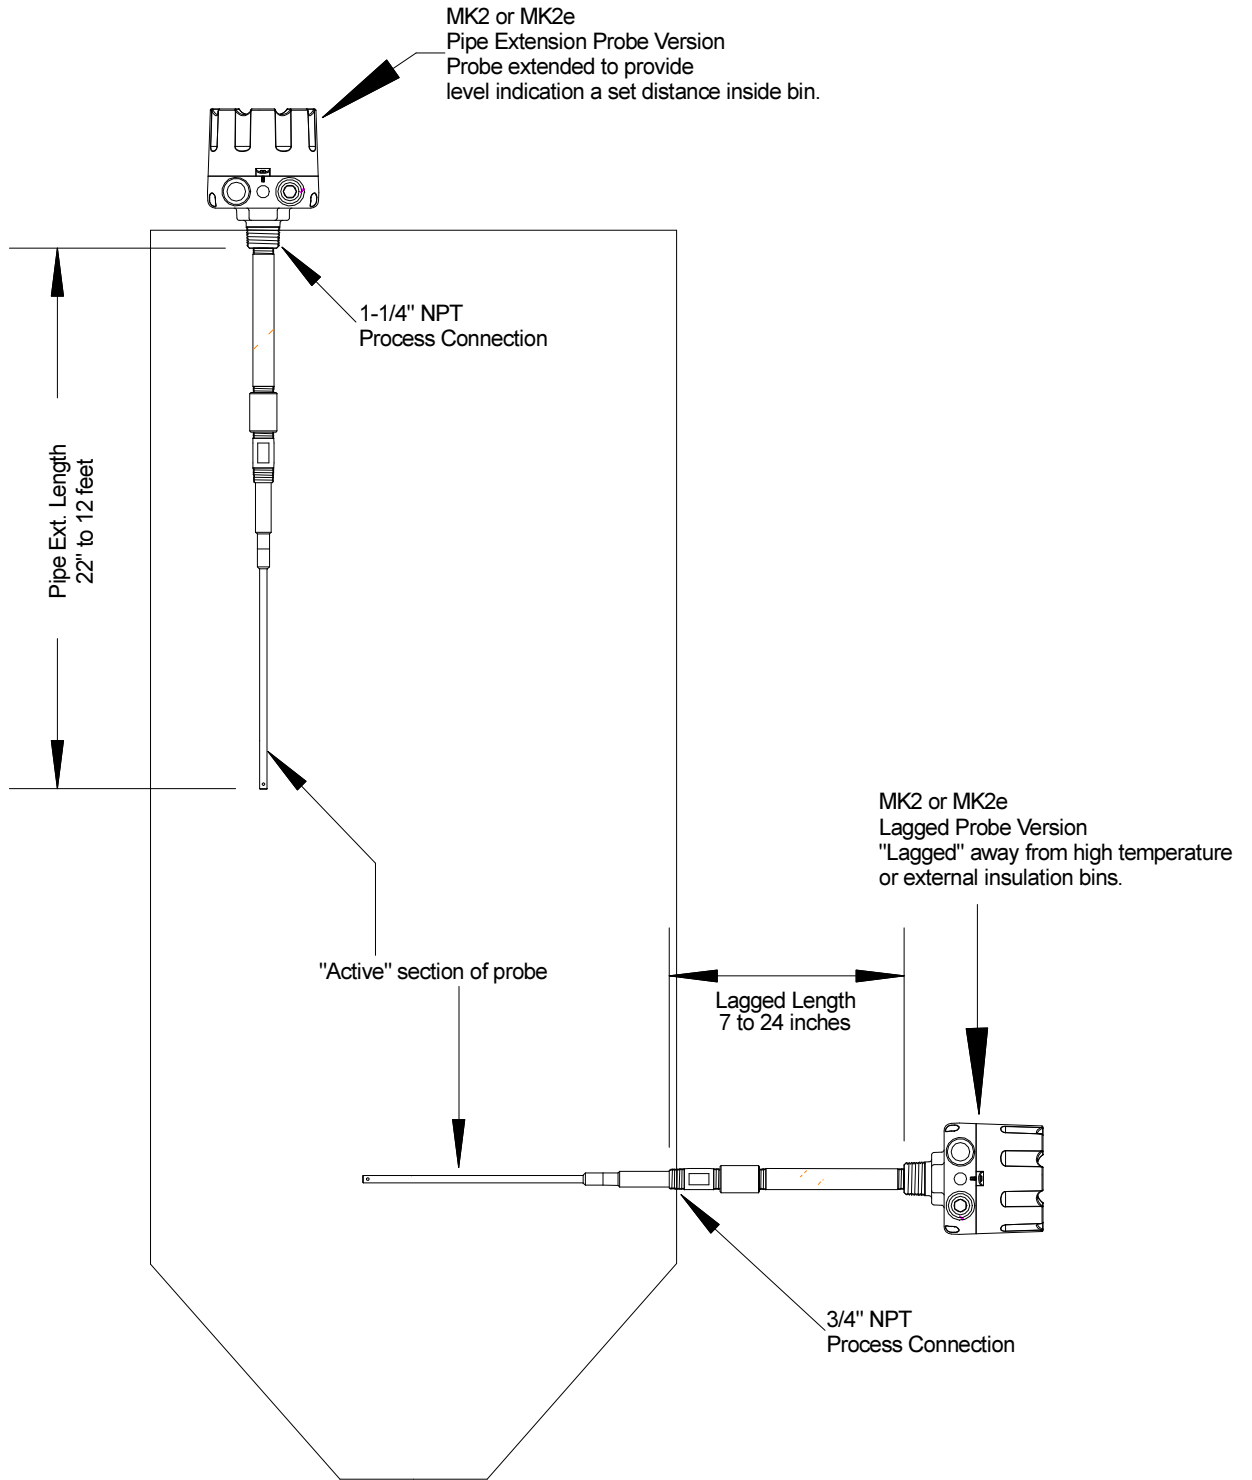 MK2 or MK2e
Pipe Extension Probe Version
Probe extended to provide
level indication a set distance inside bin.
1-1/4" NPT
Process Connection
Pipe Ext. Length
22" to 12 feet
MK2 or MK2e
Lagged Probe Version
"Lagged" away from high temperature
or external insulation bins.
"Active" section of probe
Lagged Length
7 to 24 inches
3/4" NPT
Process Connection